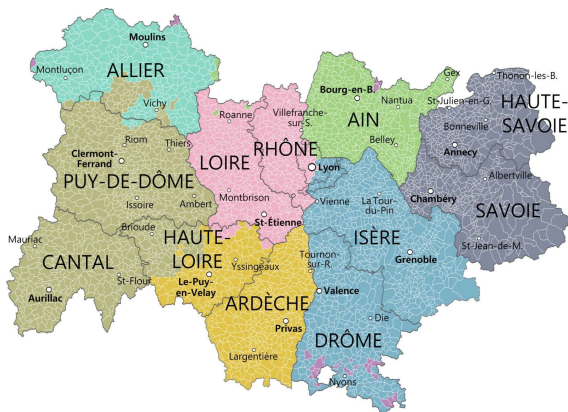 Moulins
Montluçon
ALLIER
Vichy
Gex
Thonon-les-B.
Bourg-en-B.
Nantua
St-Julien-en-G.
HAUTE-
SAVOIE
Roanne
Villefranche-
sur-S.
AIN
Bonneville
Riom
Thiers
Belley
Annecy
Clermont-
Ferrand
LOIRE
RHÔNE
Lyon
PUY-DE-DÔME
Albertville
Issoire
Ambert
Montbrison
Vienne
La Tour-
du-Pin
Chambéry
SAVOIE
St-Étienne
Brioude
Mauriac
HAUTE-
LOIRE
ISÈRE
St-Jean-de-M.
CANTAL
Yssingeaux
Tournon-
sur-R.
Grenoble
St-Flour
Le-Puy-
en-Velay
Aurillac
ARDÈCHE
Valence
Privas
Die
DRÔME
Largentière
Nyons